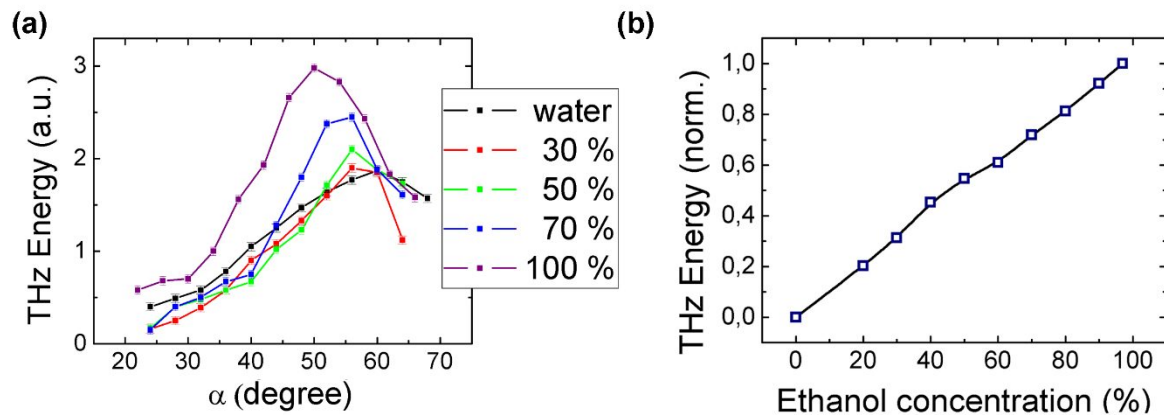 (a)
THz Energy (a.u.)
3
2
1
0
20 30 40 50 60 70
α (degree)
water
30 %
50 %
70 %
100 %
(b)
THz Energy (norm.)
1,0
0,8
0,6
0,4
0,2
0,0
0 20 40 60 80 100
Ethanol concentration (%)